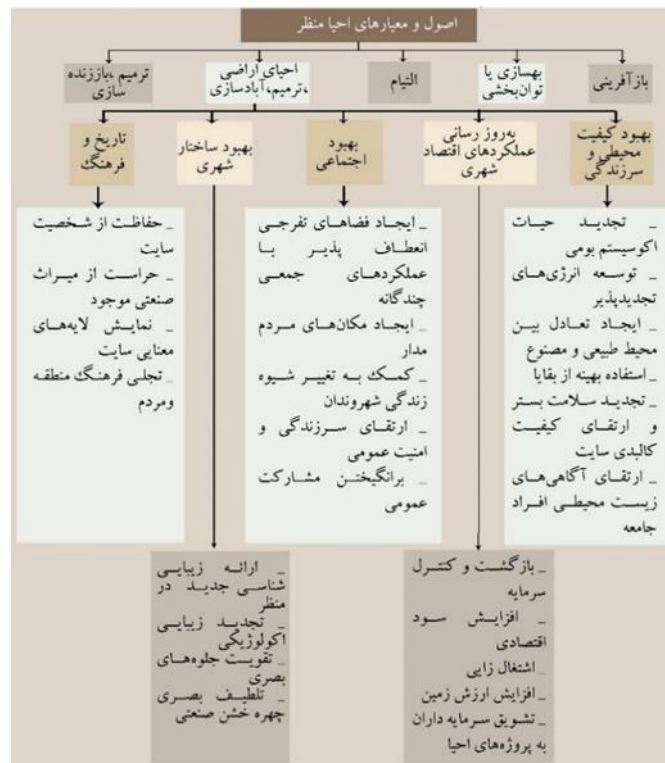 اصول و معیارهای احیا منظر
بازآفرینی
بهسازی یا
توان‌بخشی
التیام
احیای اراضی
،ترمیم،آبادسازی
ترمیم ،باززنده
سازی
بهبود کیفیت
محیطی و
سرزندگی
به‌روز رسانی
عملکردهای اقتصاد
شهری
بهبود
اجتماعی
بهبود ساختار
شهری
تاریخ و
فرهنگ
_ تجدید حیات
اکوسیستم بومی
_ توسعه انرژی‌های
تجدیدپذیر
_ ایجاد تعادل بین
محیط طبیعی و مصنوع
_ استفاده بهینه از بقایا
_ تجدید سلامت بستر
و ارتقای کیفیت
کالبدی سایت
_ ارتقای آگاهی‌های
زیست محیطی افراد
جامعه
_ ایجاد فضاهای تفرجی
انعطاف پذیر با
عملکردهای جمعی
چندگانه
_ ایجاد مکان‌های مردم
مدار
_ کمک به تغییر شیوه
زندگی شهروندان
_ ارتقای سرزندگی و
امنیت عمومی
_ برانگیختن مشارکت
عمومی
_ حفاظت از شخصیت
سایت
_ حراست از میراث
صنعتی موجود
_ نمایش لایه‌های
معنایی سایت
_ تجلی فرهنگ منطقه
ومردم
_ بازگشت و کنترل
سرمایه
_ افزایش سود
اقتصادی
_ اشتغال زایی
_ افزایش ارزش زمین
_ تشویق سرمایه داران
به پروژه‌های احیا
_ ارائه زیبایی
شناسی جدید در
منظر
_ تجدید زیبایی
اکولوژیکی
_ تقویت جلوه‌های
بصری
_ تلطیف بصری
چهره خشن صنعتی